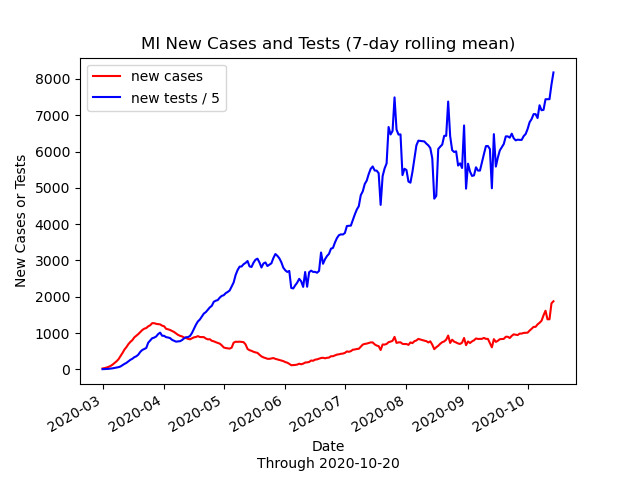 MI New Cases and Tests (7-day rolling mean)
new cases
new tests / 5
New Cases or Tests
8000
7000
6000
5000
4000
3000
2000
1000
0
2020-03
2020-04
2020-05
2020-06
2020-07
2020-08
2020-09
2020-10
Date
Through 2020-10-20